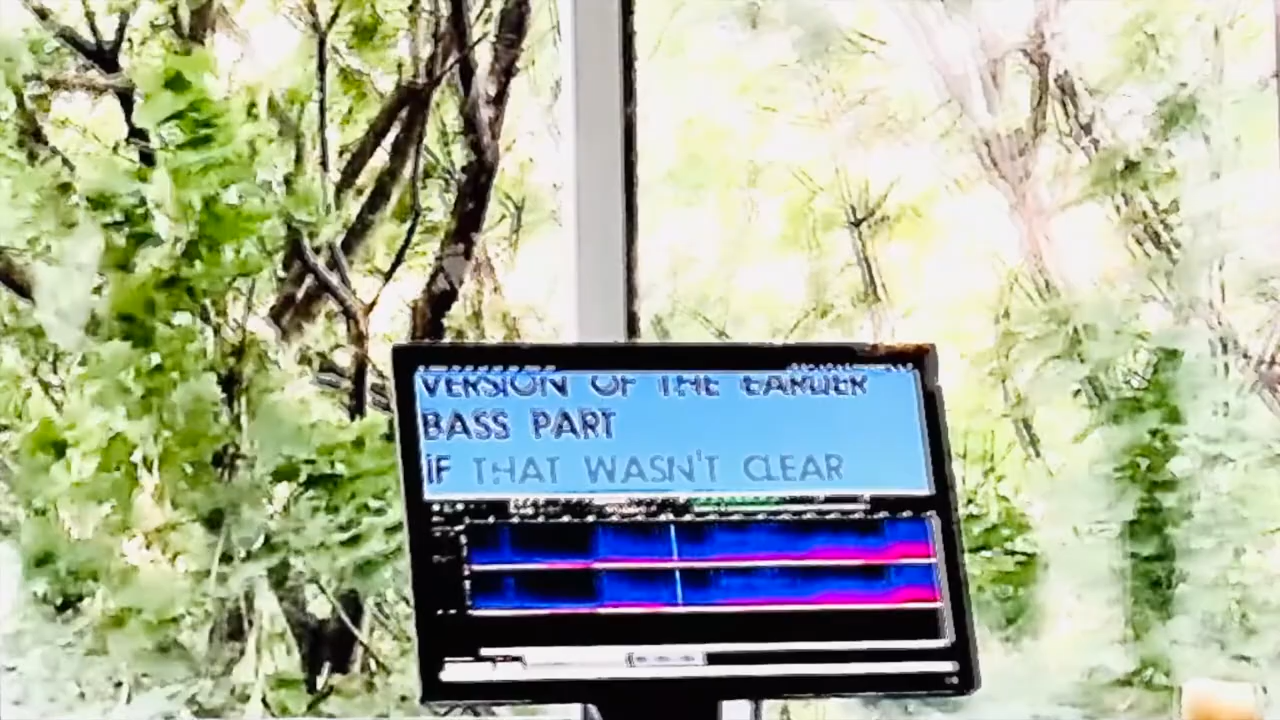 VERSION OF THE EARLIER
BASS PART
IF THAT WASN'T CLEAR